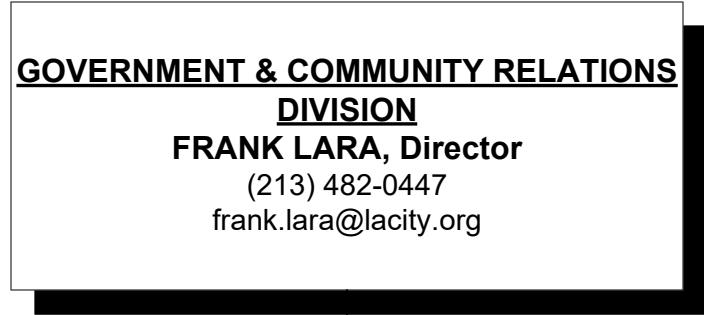 GOVERNMENT & COMMUNITY RELATIONS
DIVISION
FRANK LARA, Director
(213) 482-0447
frank.lara@lacity.org